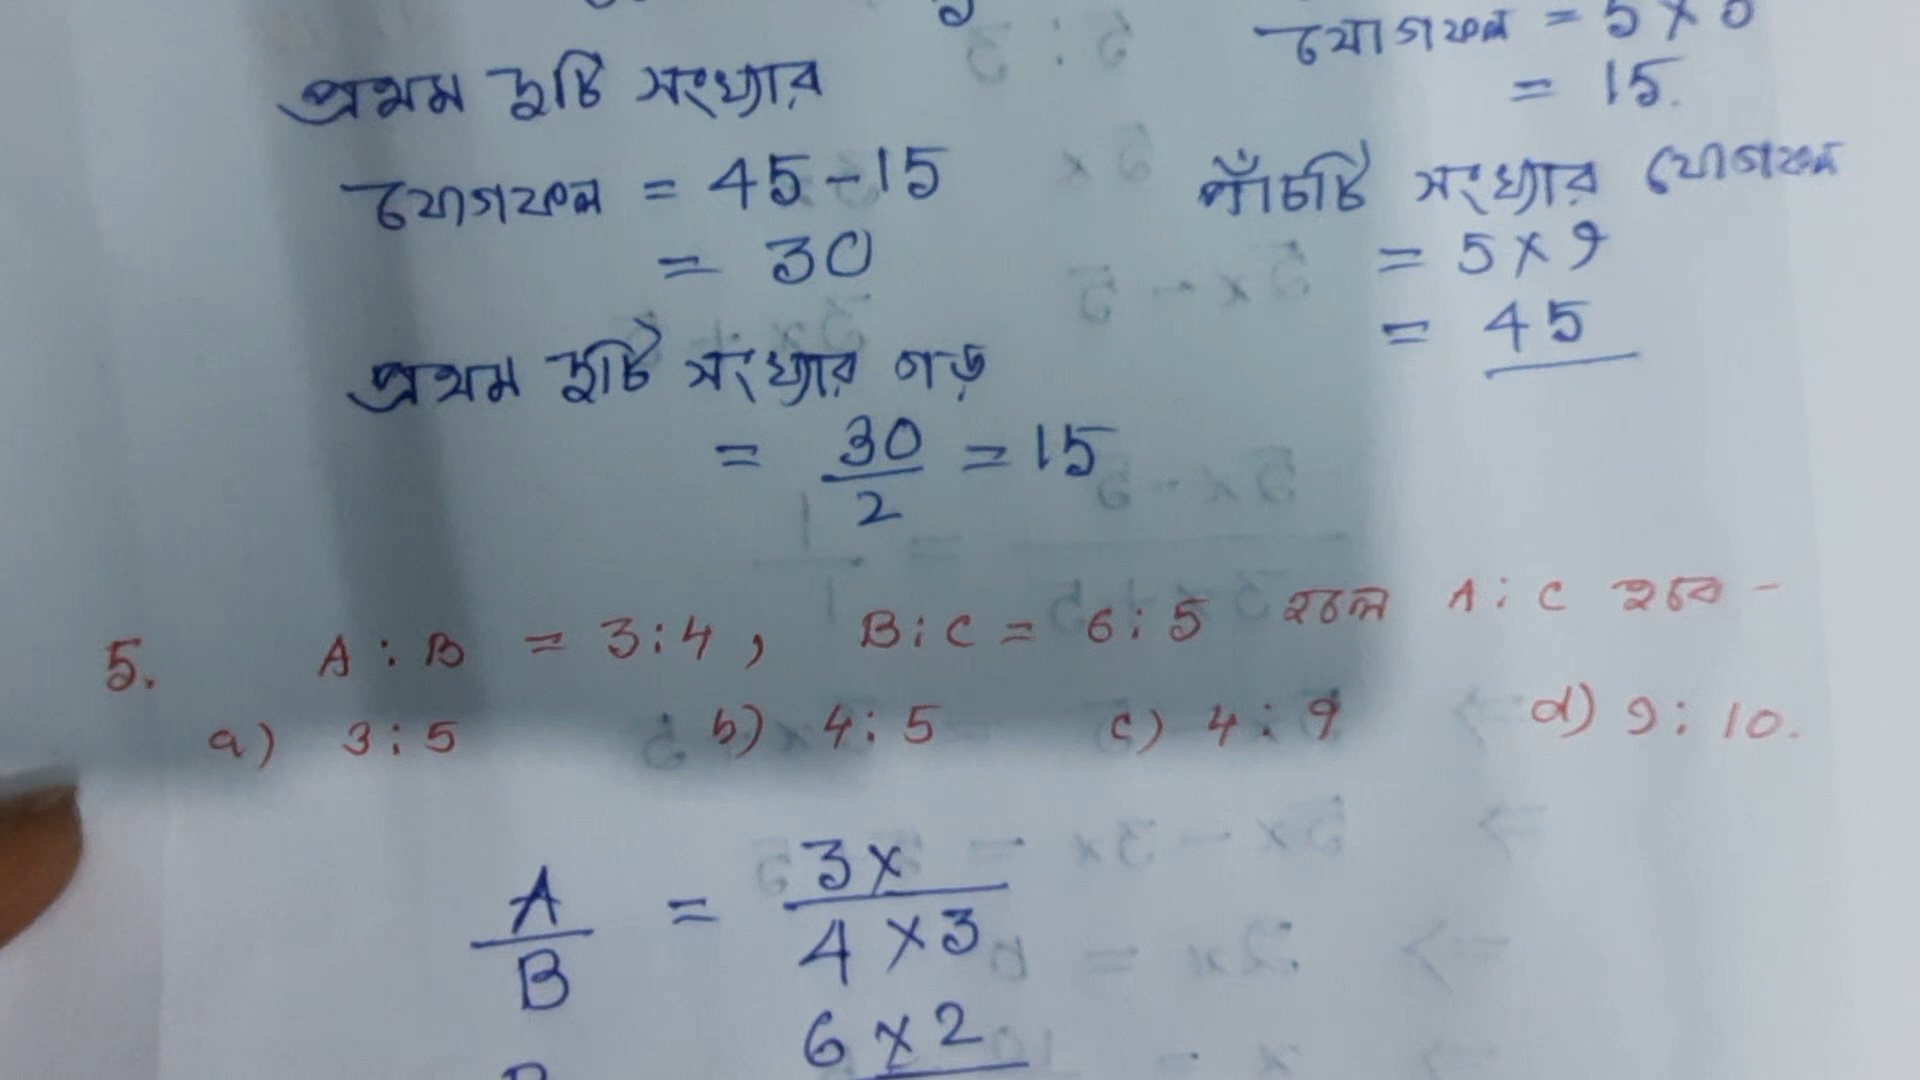 প্রথম দুটি সংখ্যার
যোগফল = 45 - 15
= 30
প্রথম দুটি সংখ্যার গড়
= 30/2 = 15
যোগফল = 5 x
= 15.
পাঁচটি সংখ্যার যোগফল
= 5 x 9
= 45
5. A : B = 3 : 4 , B : C = 6 : 5 হলে A : C হবে -
a) 3 : 5 b) 4 : 5 c) 4 : 9 d) 9 : 10.
A/B = 3 x / 4 x 3
6 x 2